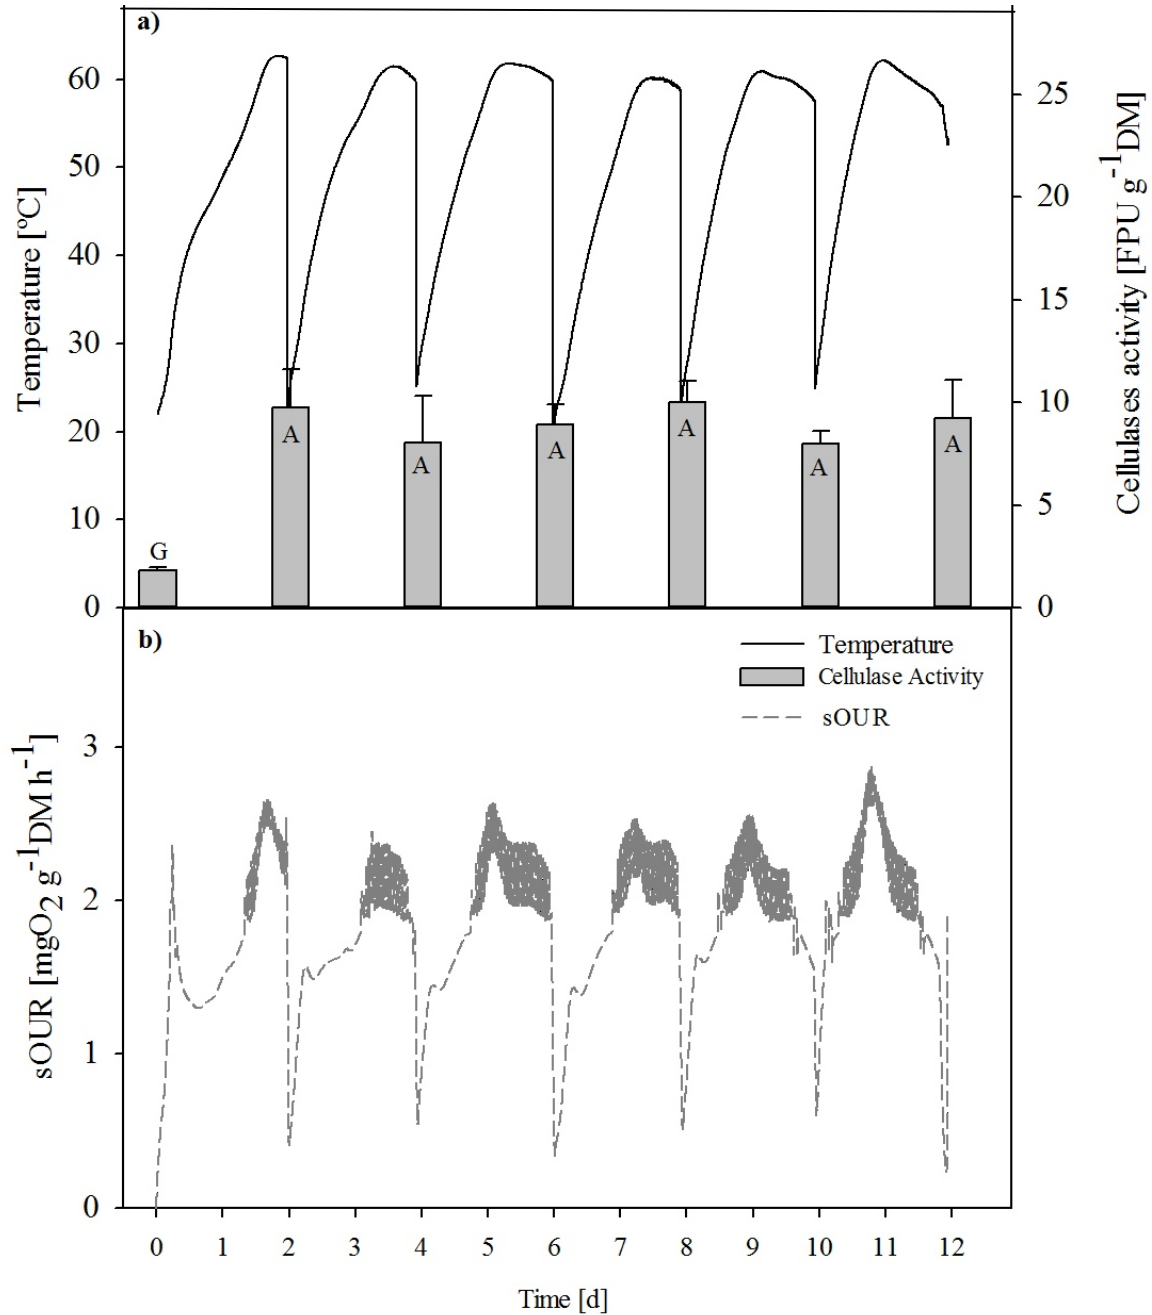 a)
60
50
40
30
20
10
0
Temperature [ºC]
25
20
15
10
5
0
Cellulases activity [FPU g-1DM]
G
A
A
A
A
A
A
b)
Temperature
Cellulase Activity
sOUR
3
2
1
0
sOUR [mgO2 g-1DM h-1]
0 1 2 3 4 5 6 7 8 9 10 11 12
Time [d]